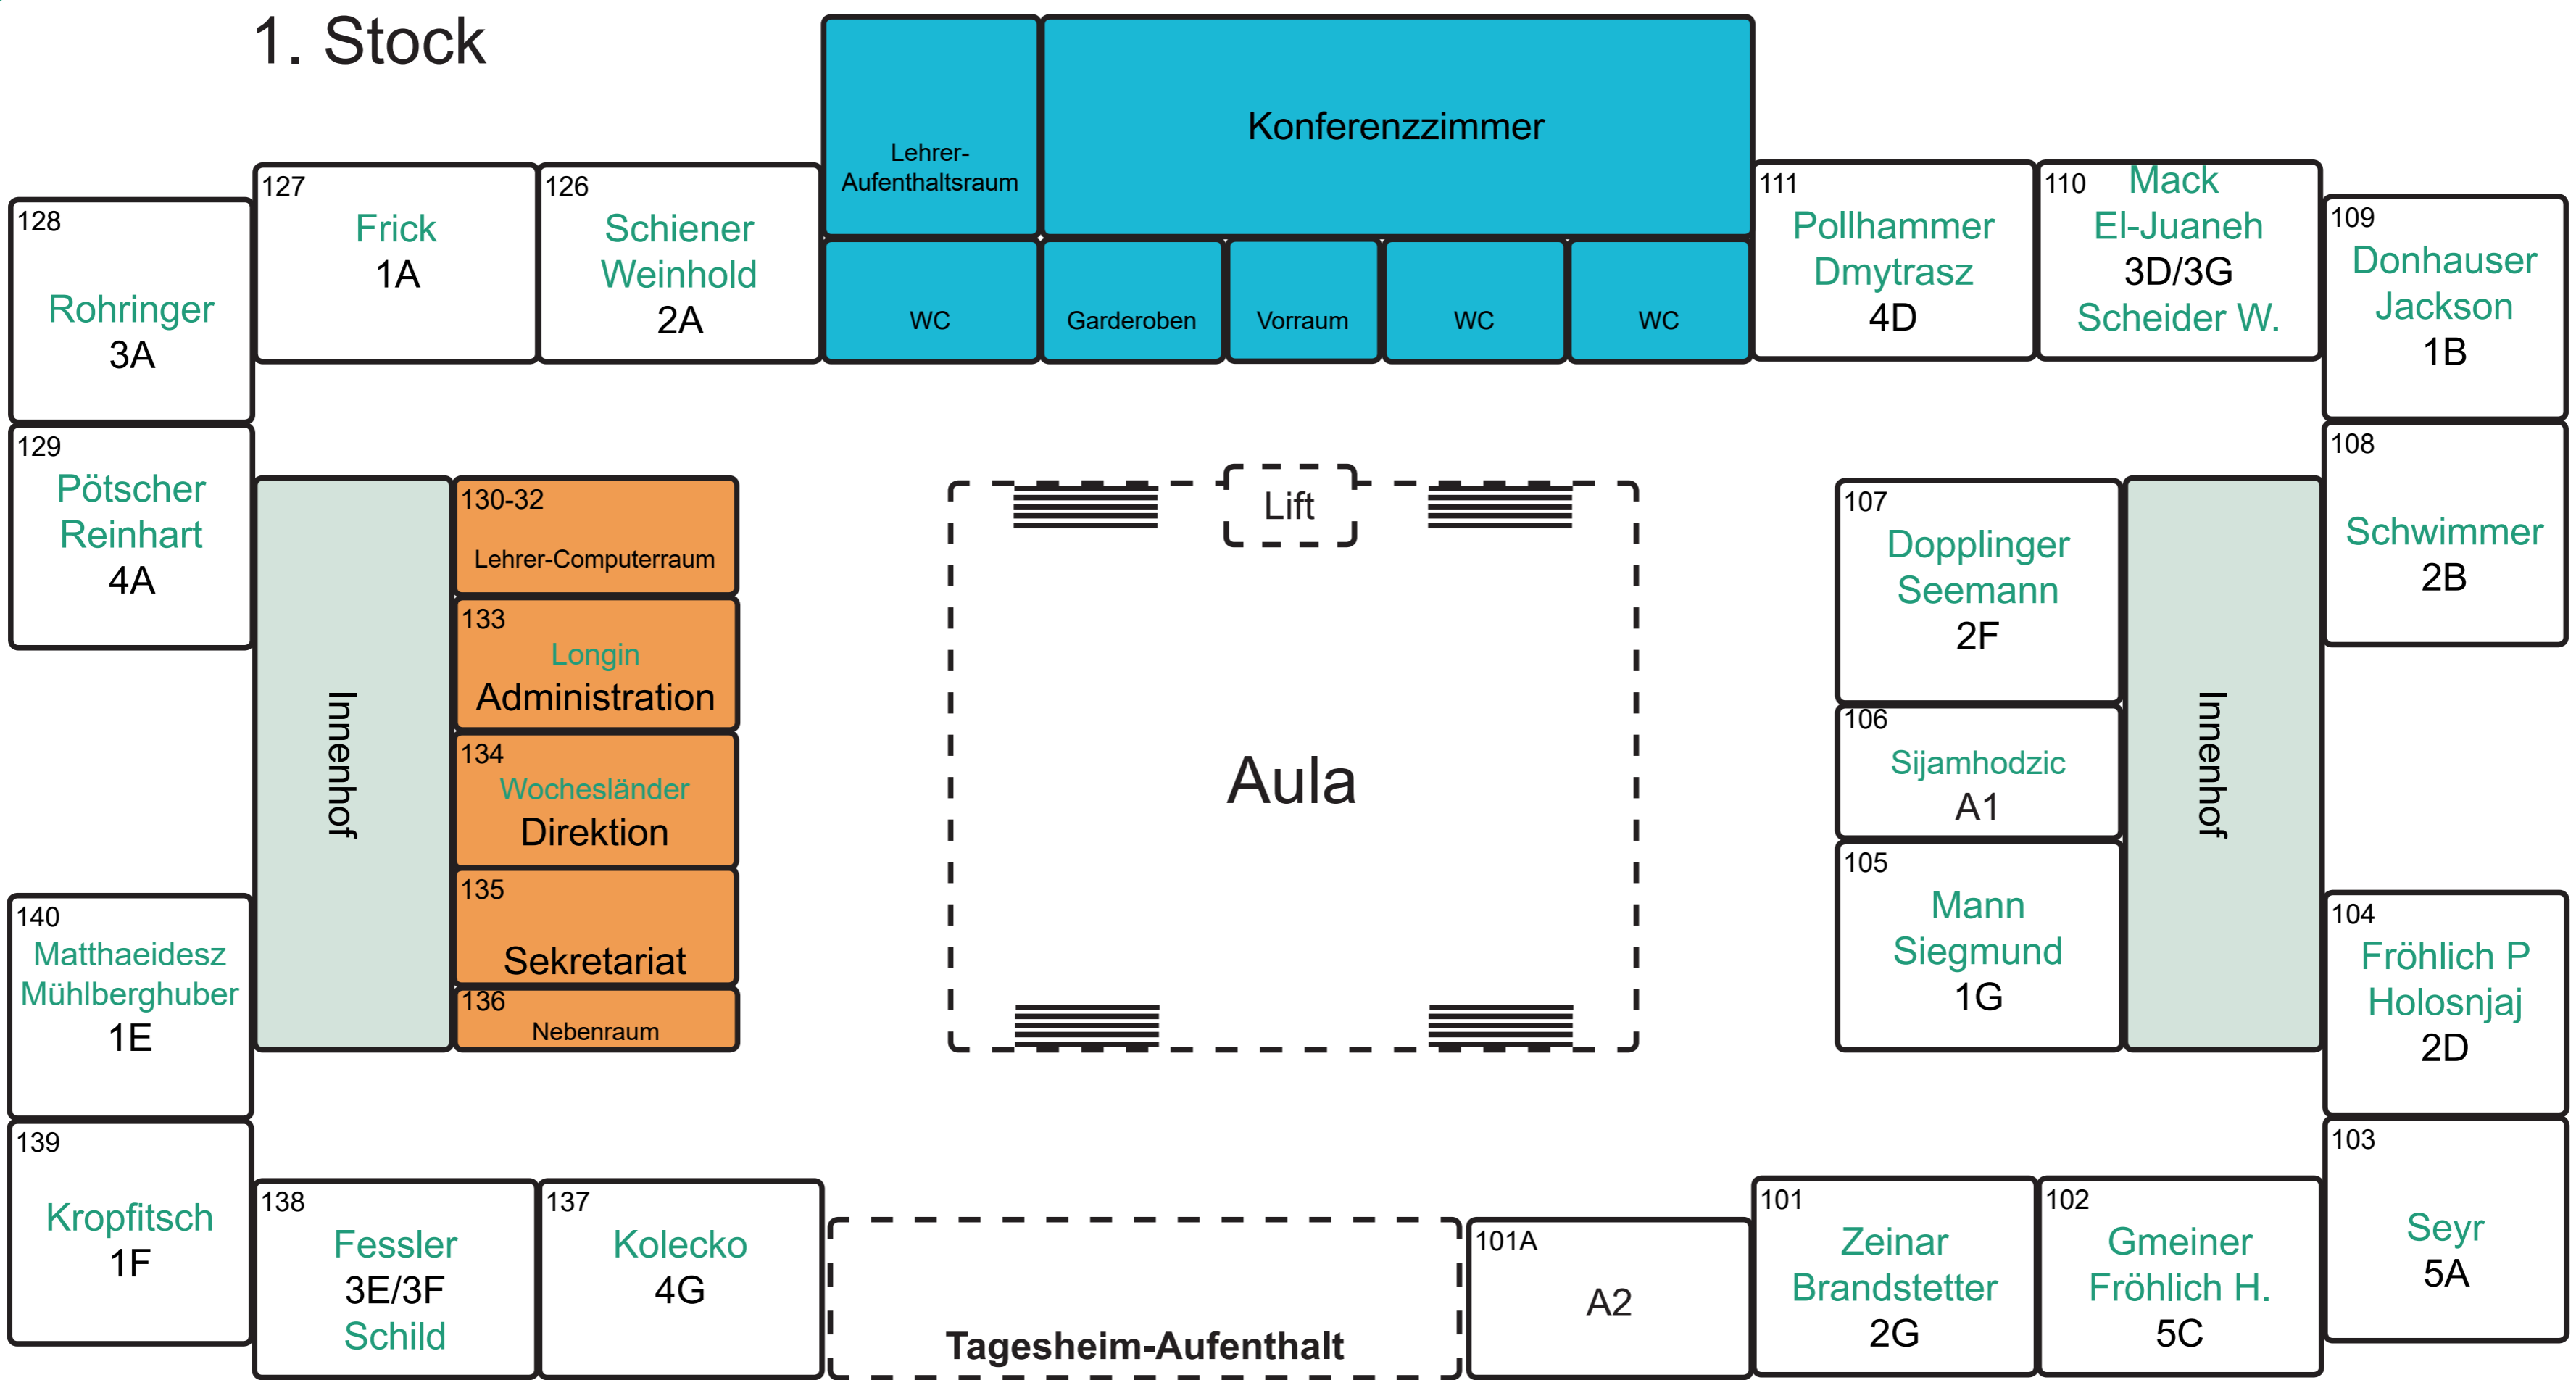 1. Stock
Lehrer-
Aufenthaltsraum
Konferenzzimmer
WC
Garderoben
Vorraum
WC
WC
128
Rohringer
3A
127
Frick
1A
126
Schiener
Weinhold
2A
111
Pollhammer
Dmytrasz
4D
110
Mack
El-Juaneh
3D/3G
Scheider W.
109
Donhauser
Jackson
1B
129
Pötscher
Reinhart
4A
Innenhof
130-32
Lehrer-Computerraum
133
Longin
Administration
134
Wochesländer
Direktion
135
Sekretariat
136
Nebenraum
Lift
Aula
107
Dopplinger
Seemann
2F
106
Sijamhodzic
A1
105
Mann
Siegmund
1G
Innenhof
108
Schwimmer
2B
140
Matthaeidesz
Mühlberghuber
1E
104
Fröhlich P
Holosnjaj
2D
139
Kropfitsch
1F
138
Fessler
3E/3F
Schild
137
Kolecko
4G
Tagesheim-Aufenthalt
101A
A2
101
Zeinar
Brandstetter
2G
102
Gmeiner
Fröhlich H.
5C
103
Seyr
5A